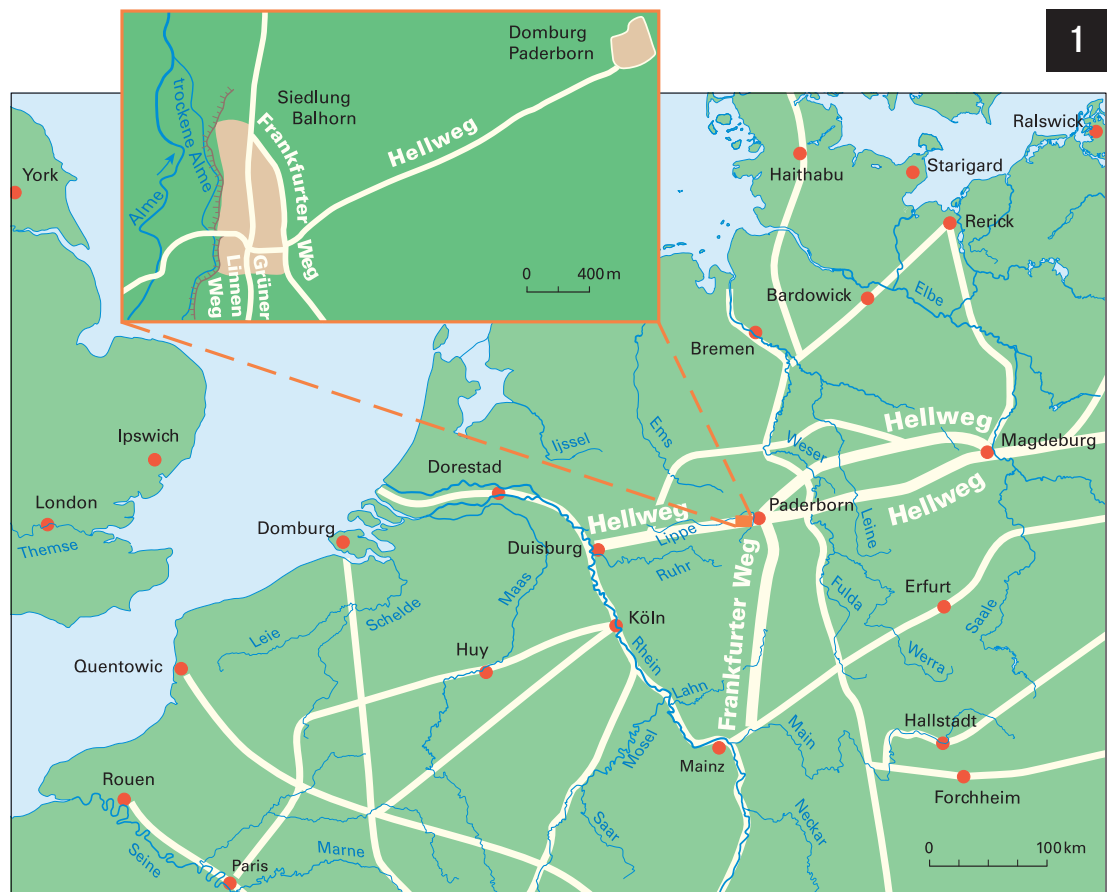 1
Domburg
Paderborn
Siedlung
Balhorn
trockene Alme
Alme
Frankfurter Weg
Hellweg
Linnen
Weg
Grüner
0 400 m
York
Ralswick
Haithabu
Starigard
Rerick
Bardowick
Elbe
Bremen
Ipswich
Ijssel
Ems
Hellweg
Weser
Magdeburg
Dorestad
London
Themse
Domburg
Hellweg
Paderborn
Hellweg
Duisburg
Lippe
Ruhr
Leine
Maas
Schelde
Leie
Frankfurter Weg
Fulda
Erfurt
Saale
Köln
Rhein
Huy
Werra
Quentowic
Lahn
Main
Hallstadt
Mosel
Mainz
Rouen
Forchheim
Saar
Neckar
Seine
Marne
Paris
0 100 km